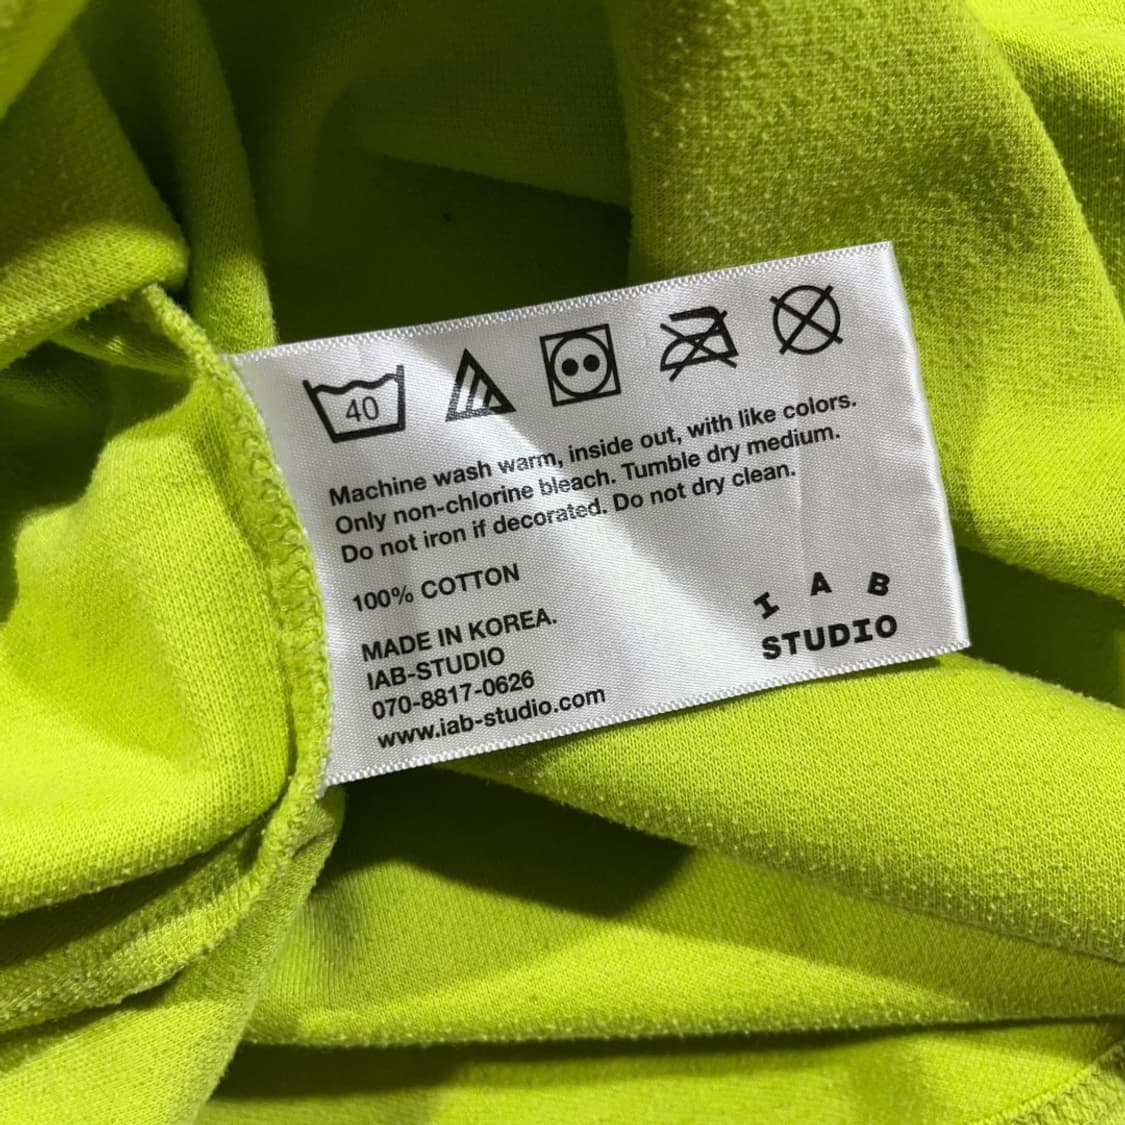 40
Machine wash warm, inside out, with like colors.
Only non-chlorine bleach. Tumble dry medium.
Do not iron if decorated. Do not dry clean.
100% COTTON
MADE IN KOREA.
IAB-STUDIO
070-8817-0626
www.iab-studio.com
I A B
STUDIO